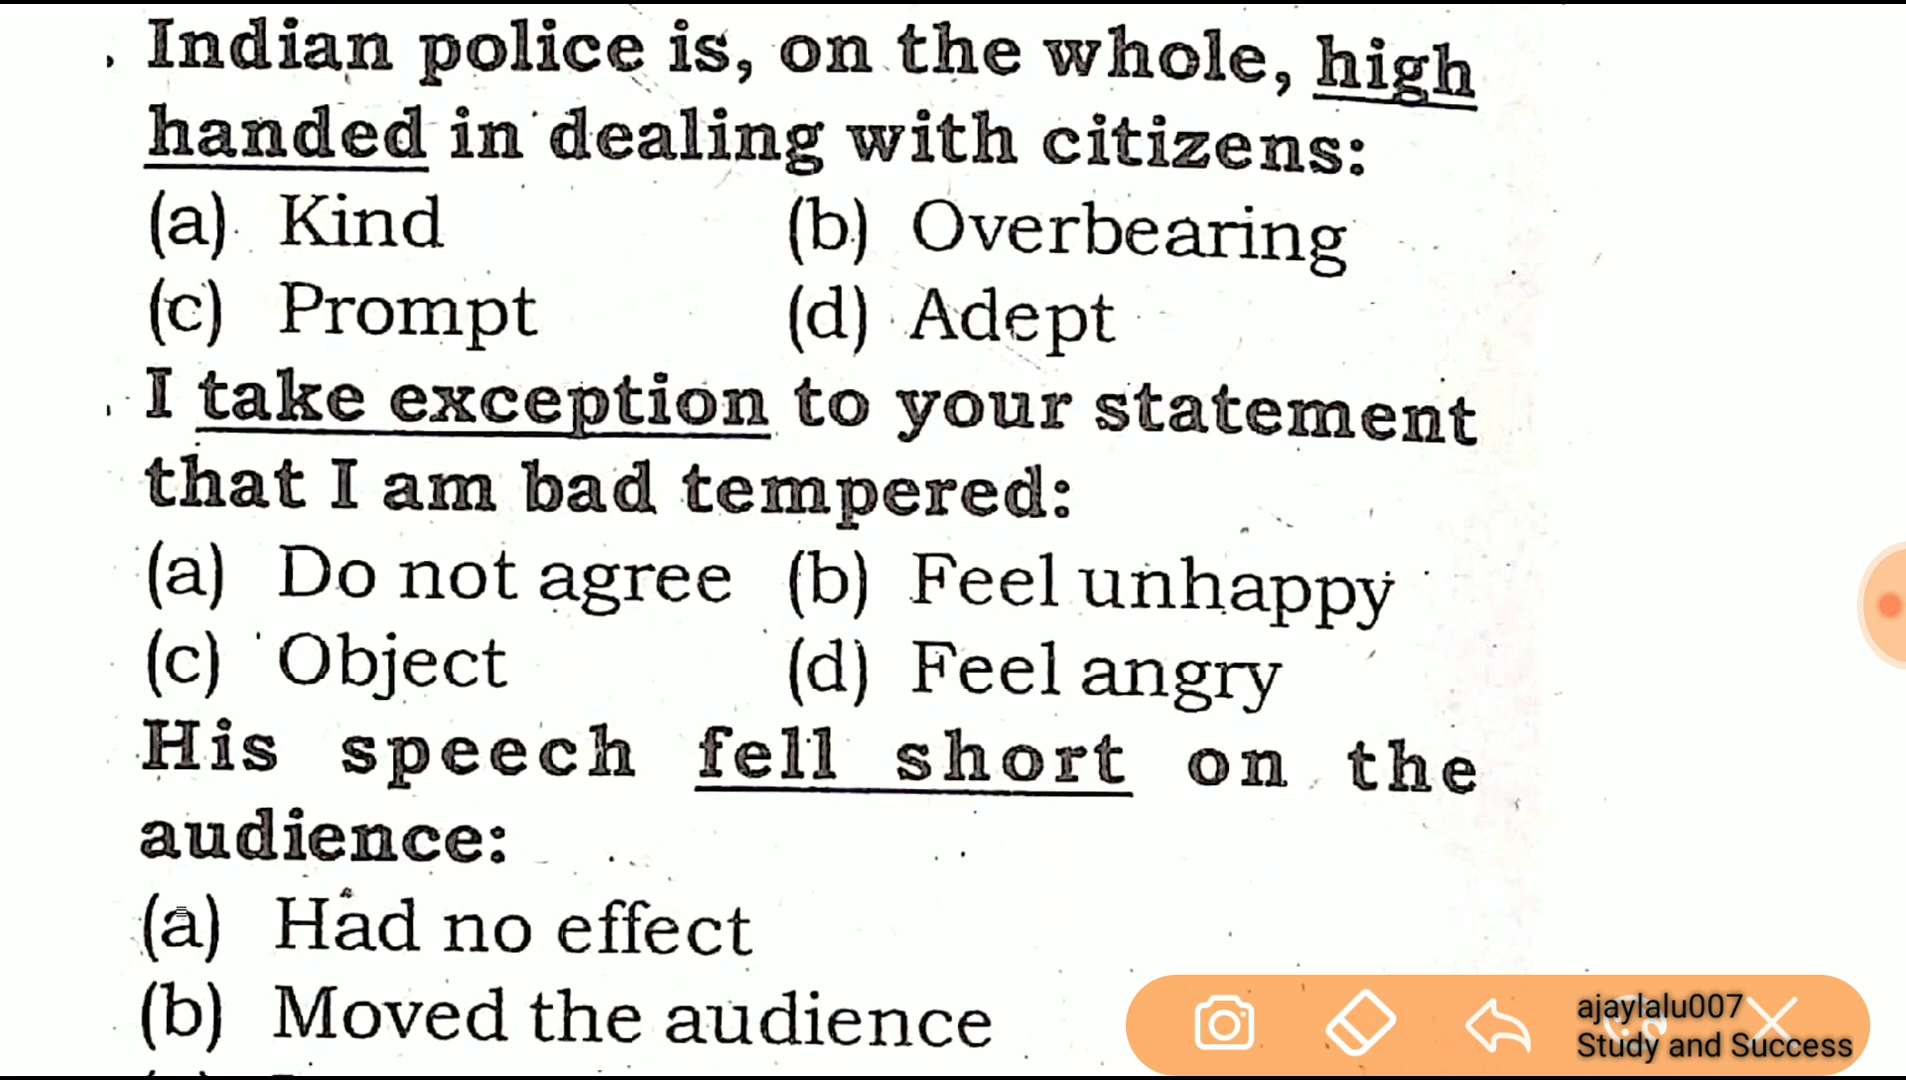 Indian police is, on the whole, high
handed in dealing with citizens:
(a) Kind (b) Overbearing
(c) Prompt (d) Adept
I take exception to your statement
that I am bad tempered:
(a) Do not agree (b) Feel unhappy
(c) Object (d) Feel angry
His speech fell short on the
audience:
(a) Had no effect
(b) Moved the audience
ajaylalu007
Study and Success